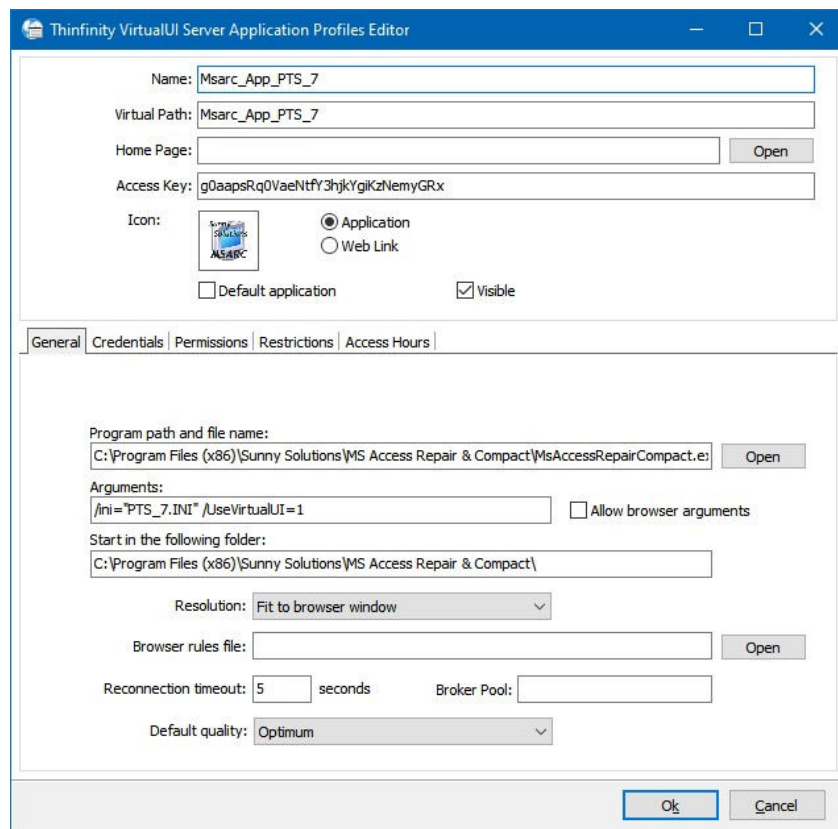 Thinfinity VirtualUI Server Application Profiles Editor
Name: Msarc_App_PTS_7
Virtual Path: Msarc_App_PTS_7
Home Page: Open
Access Key: g0aapsRq0VaeNtfY3hjkYgiKzNemyGRx
Icon: Sunny Solutions MSARC Application
Web Link
Default application Visible
General Credentials Permissions Restrictions Access Hours
Program path and file name:
C:\Program Files (x86)\Sunny Solutions\MS Access Repair & Compact\MsAccessRepairCompact.ex Open
Arguments:
/ini="PTS_7.INI" /UseVirtualUI=1 Allow browser arguments
Start in the following folder:
C:\Program Files (x86)\Sunny Solutions\MS Access Repair & Compact\
Resolution: Fit to browser window
Browser rules file: Open
Reconnection timeout: 5 seconds Broker Pool:
Default quality: Optimum
Ok Cancel